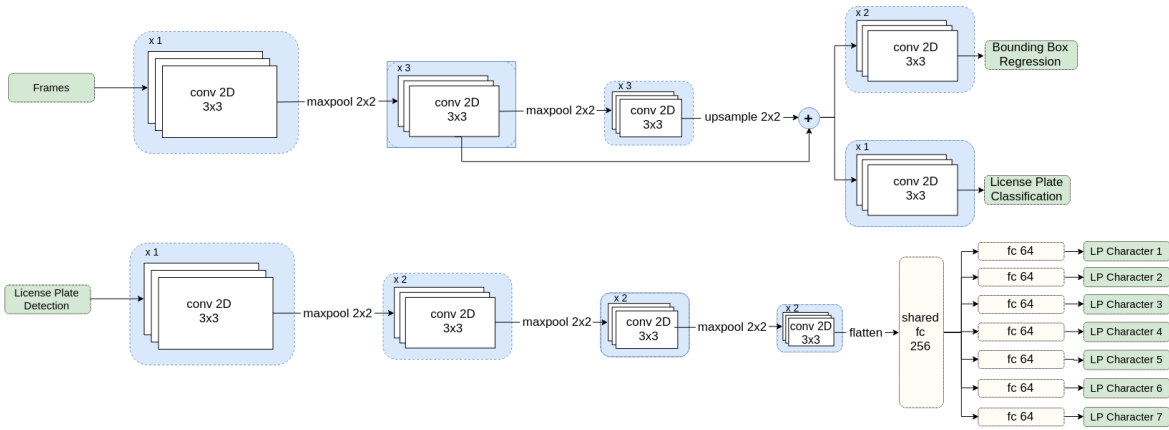 x 1
conv 2D
3x3
Frames
maxpool 2x2
x 3
conv 2D
3x3
maxpool 2x2
x 3
conv 2D
3x3
upsample 2x2
+
x 2
conv 2D
3x3
Bounding Box
Regression
x 1
conv 2D
3x3
License Plate
Classification
License Plate
Detection
x 1
conv 2D
3x3
maxpool 2x2
x 2
conv 2D
3x3
maxpool 2x2
x 2
conv 2D
3x3
maxpool 2x2
x 2
conv 2D
3x3
flatten
shared
fc
256
fc 64
LP Character 1
fc 64
LP Character 2
fc 64
LP Character 3
fc 64
LP Character 4
fc 64
LP Character 5
fc 64
LP Character 6
fc 64
LP Character 7